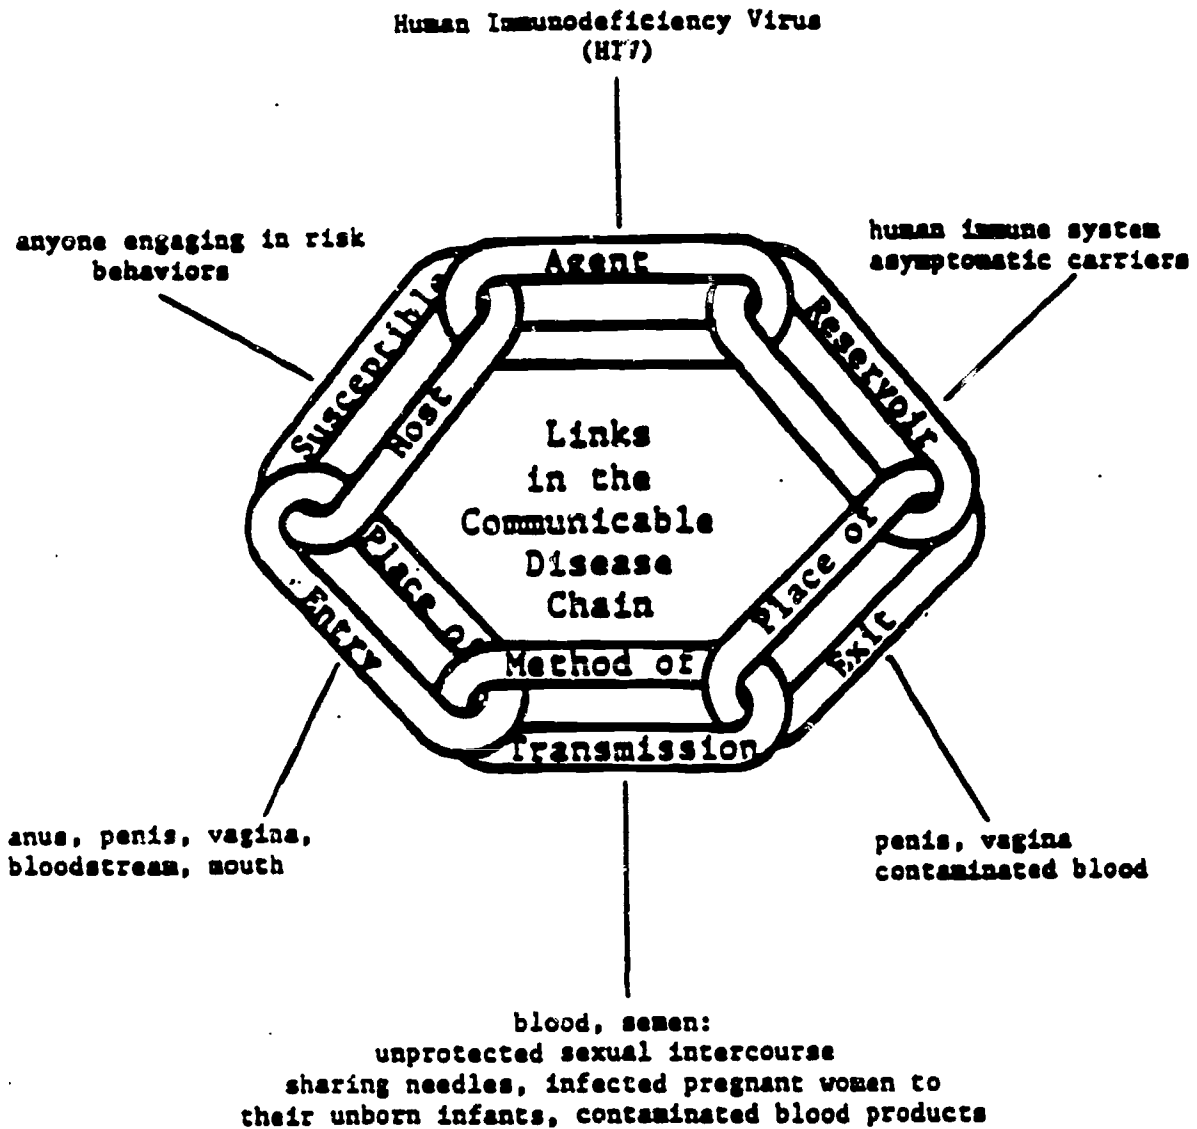 Human Immunodeficiency Virus
(HIV)
anyone engaging in risk
behaviors
human immune system
asymptomatic carriers
Agent
Susceptible
Host
Reservoir
Links
in the
Communicable
Disease
Chain
Place of
Entry
Place of
Exit
Method of
Transmission
anus, penis, vagina,
bloodstream, mouth
penis, vagina
contaminated blood
blood, semen:
unprotected sexual intercourse
sharing needles, infected pregnant women to
their unborn infants, contaminated blood products